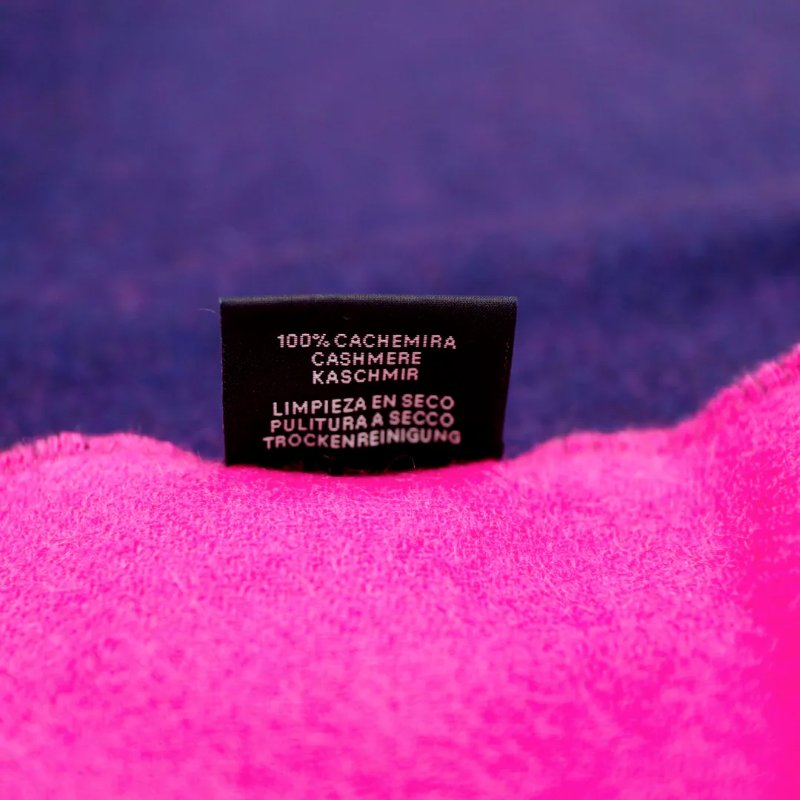 100% CACHEMIRA
CASHMERE
KASCHMIR
LIMPIEZA EN SECO
PULITURA A SECCO
TROCKENREINIGUNG